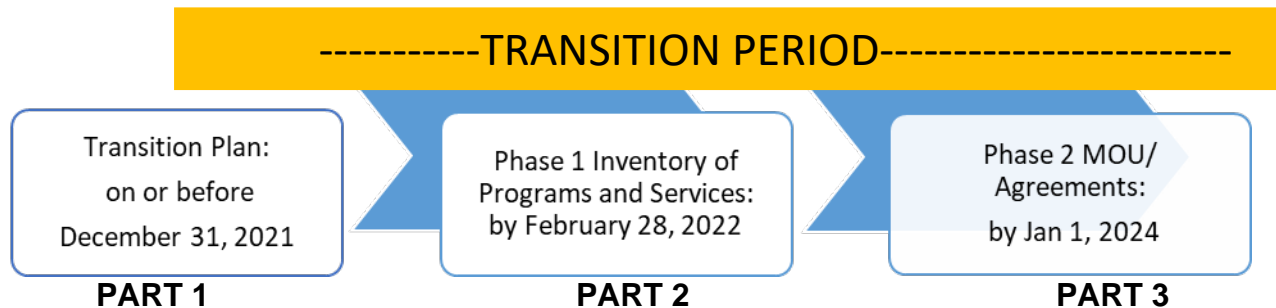 -----------TRANSITION PERIOD------------------------
Transition Plan:
on or before
December 31, 2021
Phase 1 Inventory of
Programs and Services:
by February 28, 2022
Phase 2 MOU/
Agreements:
by Jan 1, 2024
PART 1
PART 2
PART 3